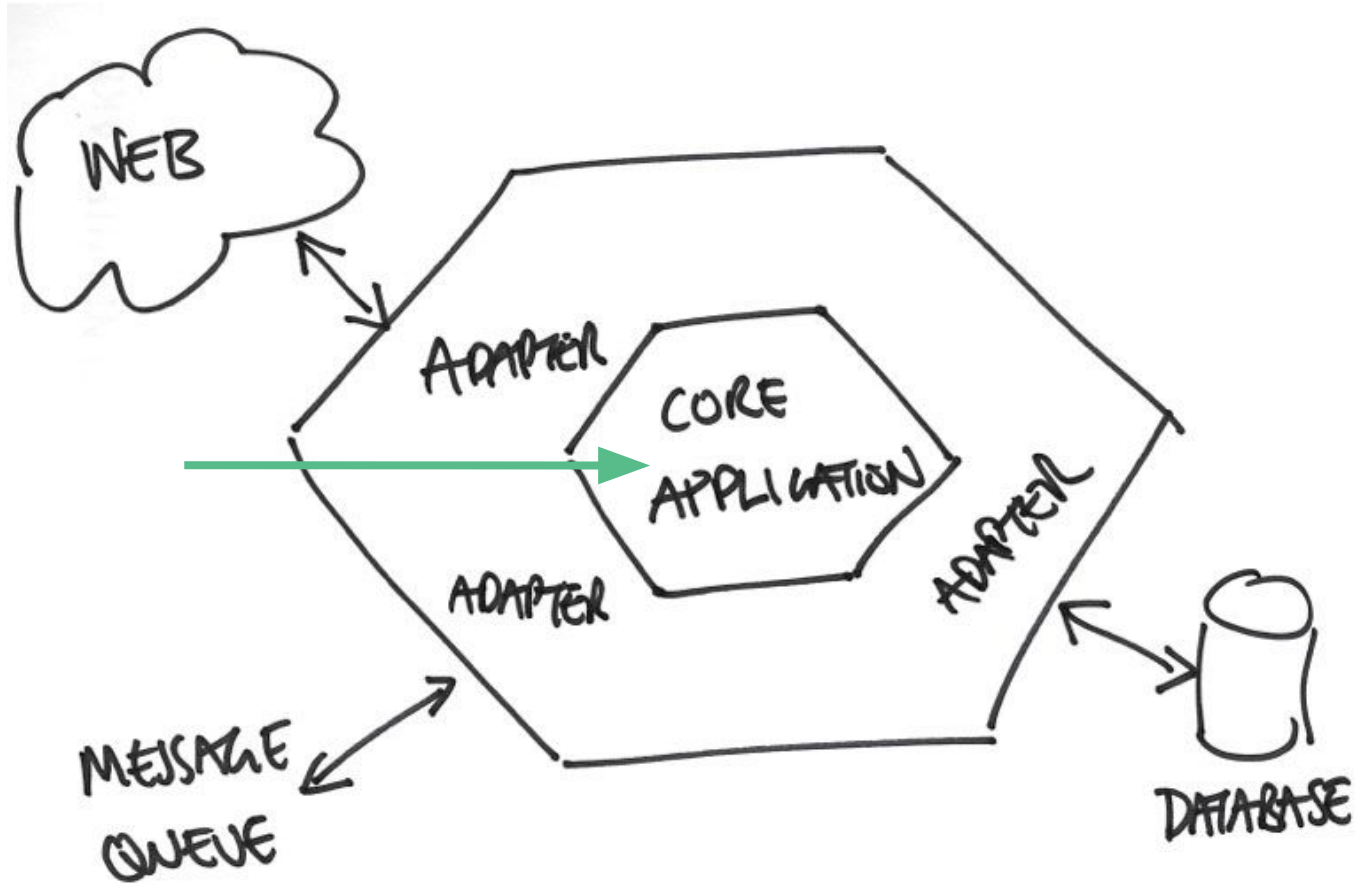 WEB
ADAPTER
CORE
APPLICATION
ADAPTER
ADAPTER
MESSAGE
QUEUE
DATABASE